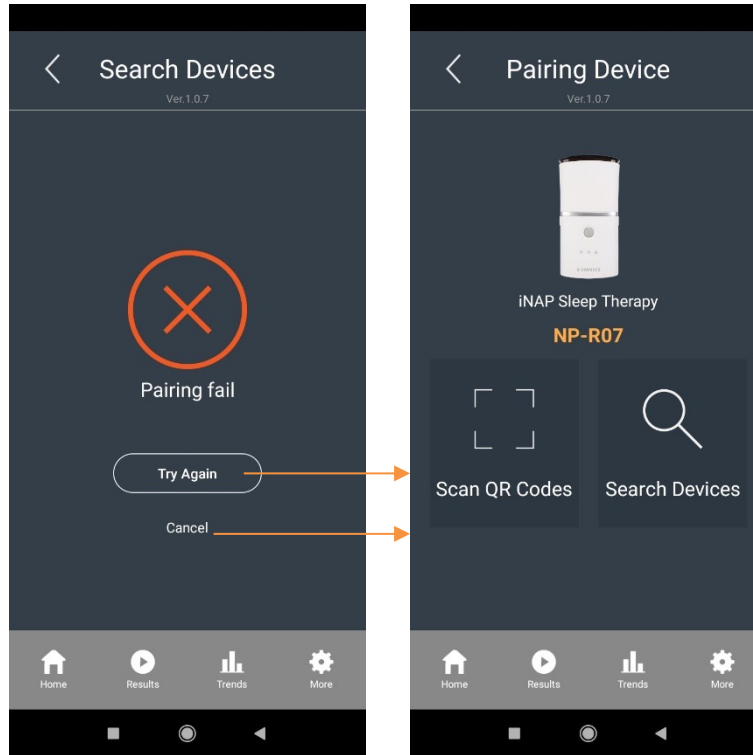 Search Devices
Ver.1.0.7
Pairing fail
Try Again
Cancel
Home Results Trends More
Pairing Device
Ver.1.0.7
iNAP Sleep Therapy
NP-R07
Scan QR Codes Search Devices
Home Results Trends More